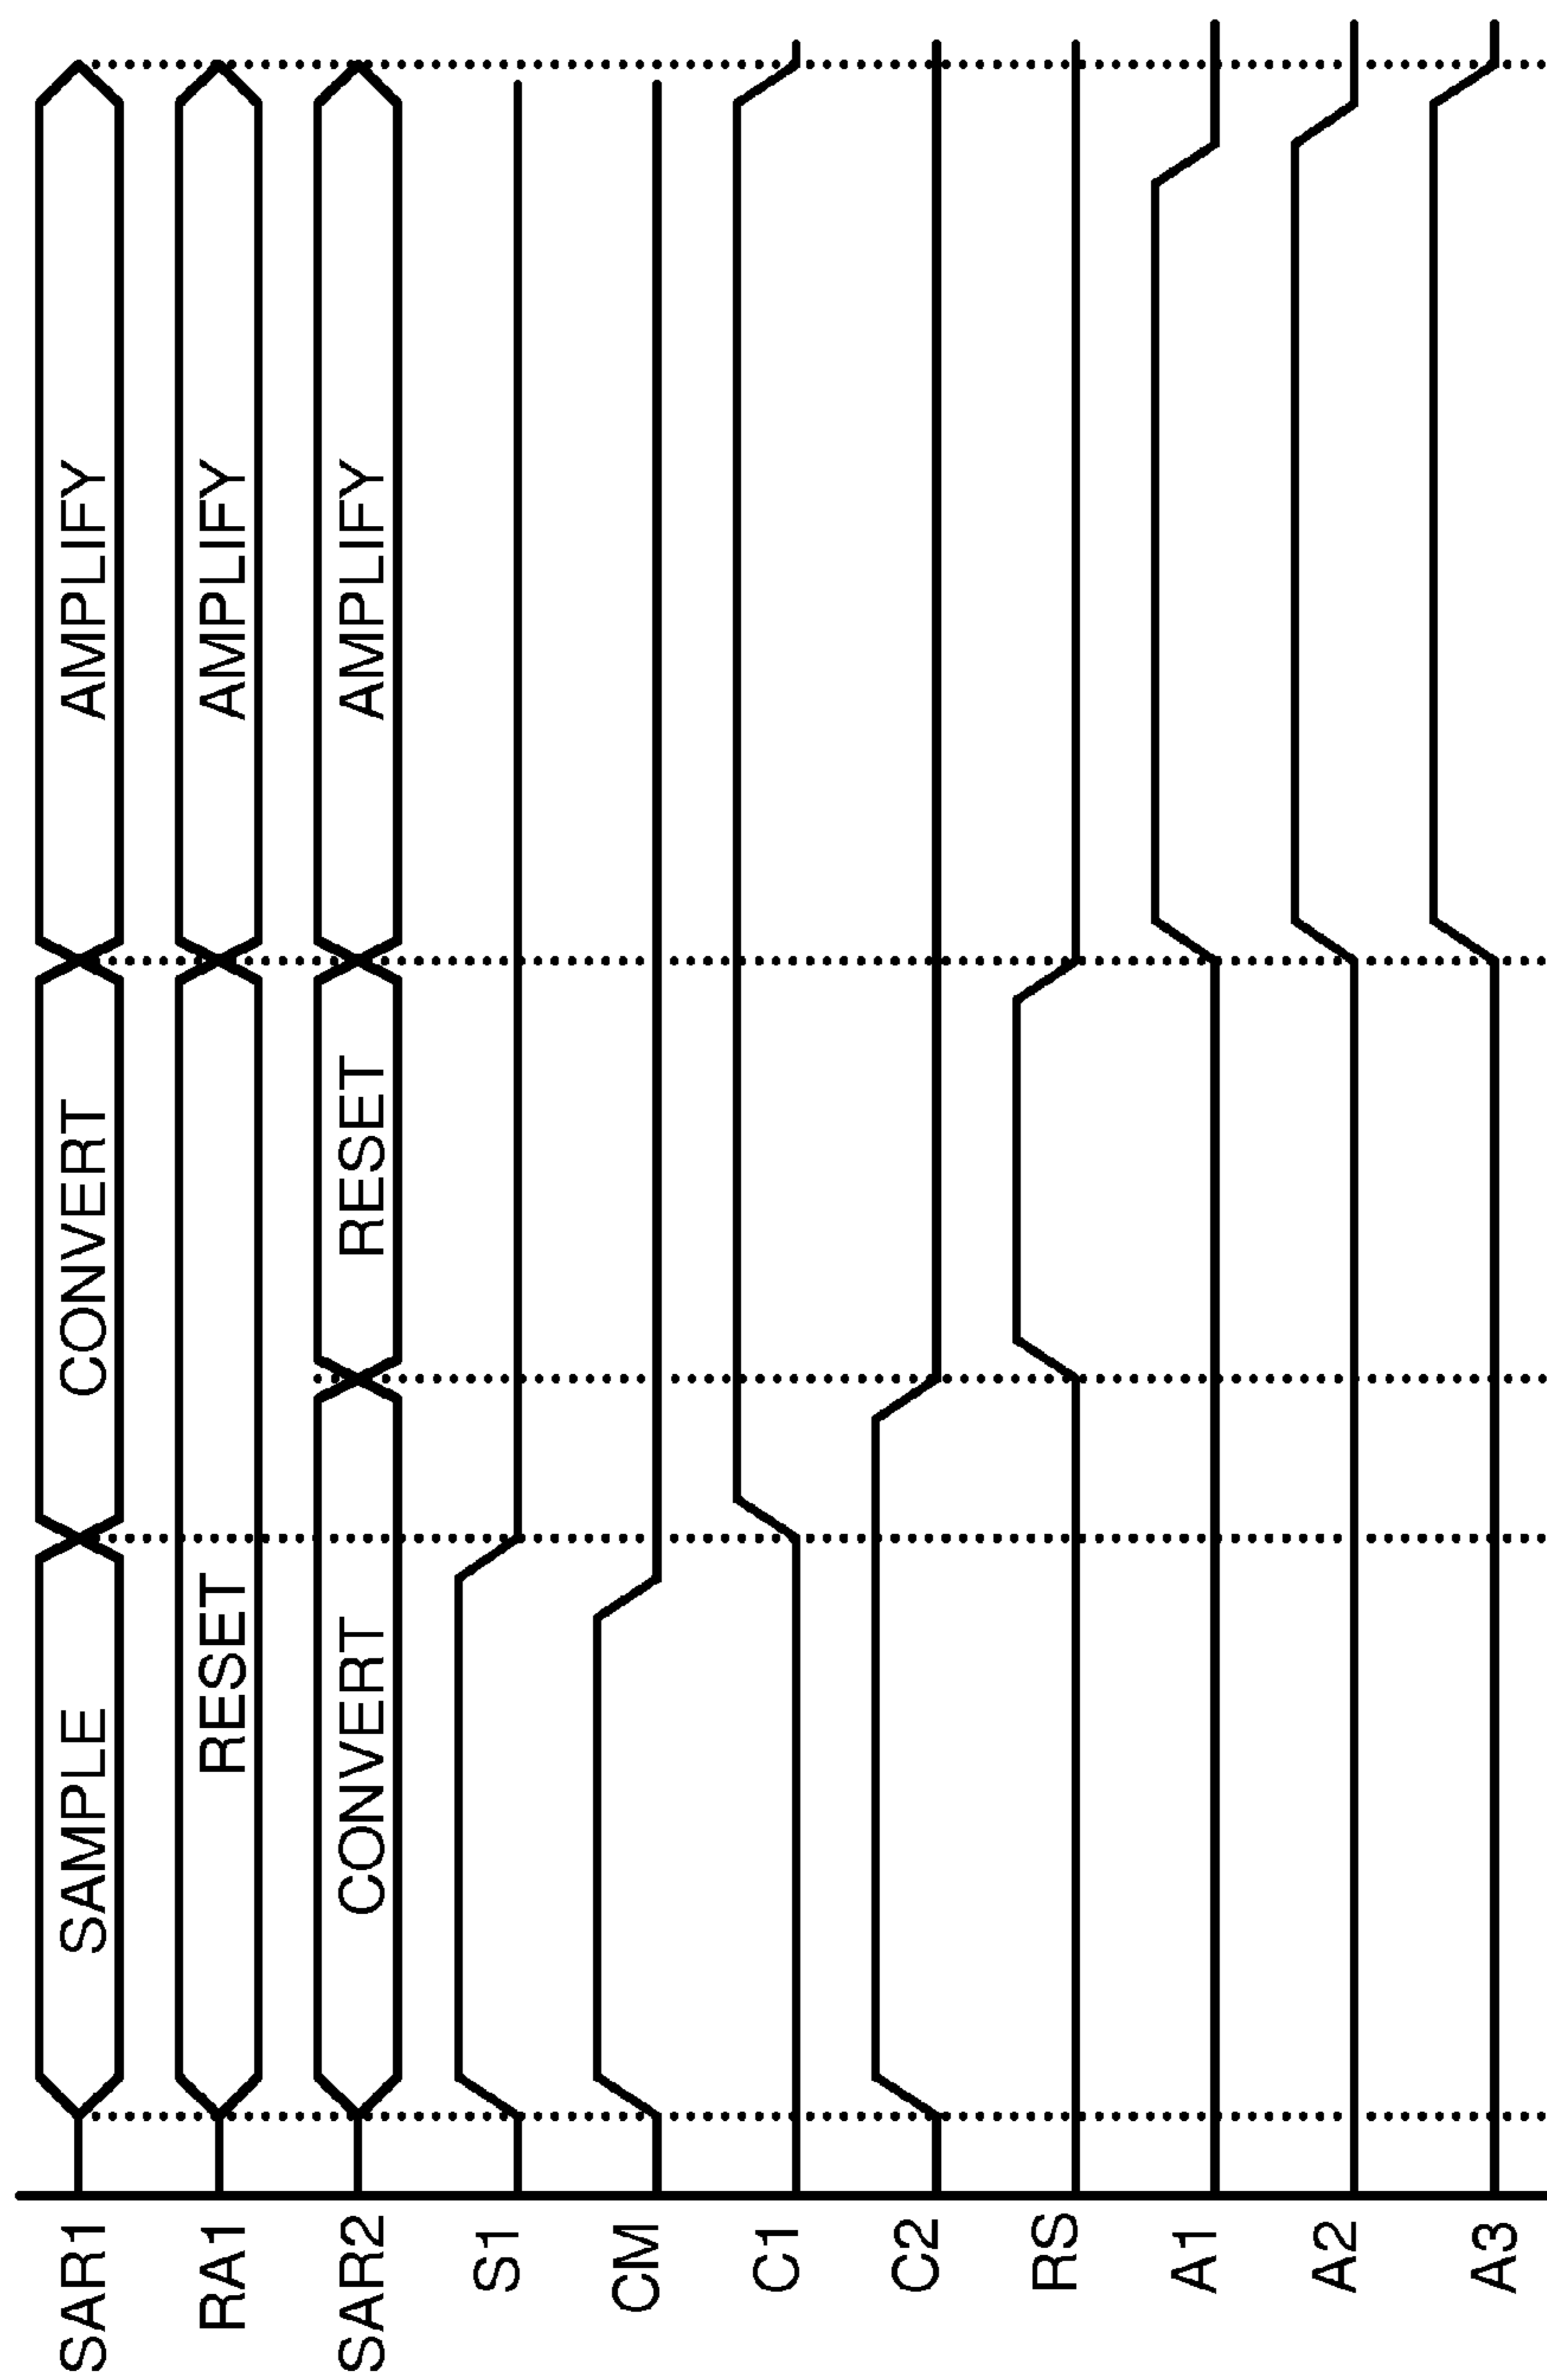 SAR1 SAMPLE CONVERT AMPLIFY
RA1 RESET AMPLIFY
SAR2 CONVERT RESET AMPLIFY
S1
CM
C1
C2
RS
A1
A2
A3